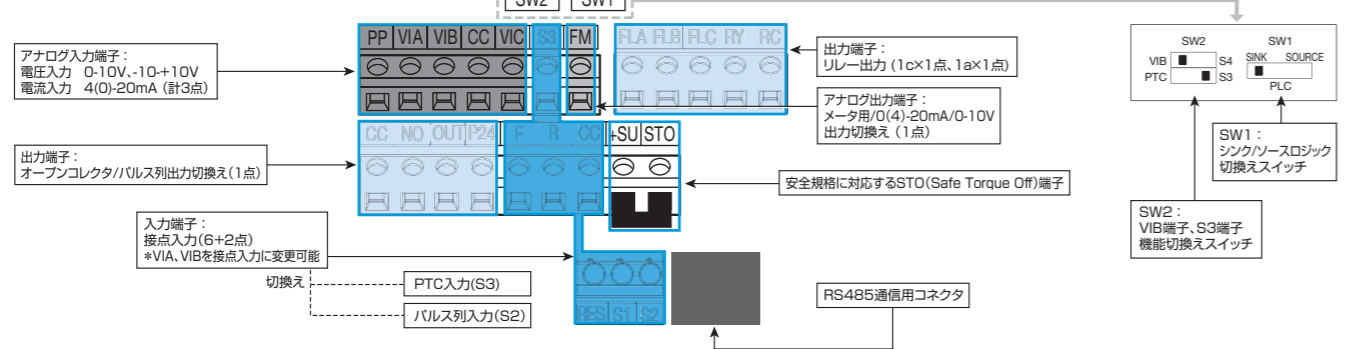 SW2 SW1
PP VIA VIB CC VIC S3 FM
FLA FLB FLC RY RC
アナログ入力端子：
電圧入力 0-10V、-10-+10V
電流入力 4(0)-20mA （計3点）
出力端子：
リレー出力（1c×1点、1a×1点）
アナログ出力端子：
メータ用/0(4)-20mA/0-10V
出力切換え（1点）
CC NO OUT P24 F R CC +SU STO
出力端子：
オープンコレクタ/パルス列出力切換え（1点）
安全規格に対応するSTO（Safe Torque Off）端子
入力端子：
接点入力（6+2点）
*VIA、VIBを接点入力に変更可能
切換え
PTC入力(S3)
パルス列入力(S2)
RES S1 S2
RS485通信用コネクタ
SW2 SW1
VIB S4 SINK SOURCE
PTC S3
PLC
SW1：
シンク/ソースロジック
切換えスイッチ
SW2：
VIB端子、S3端子
機能切換えスイッチ